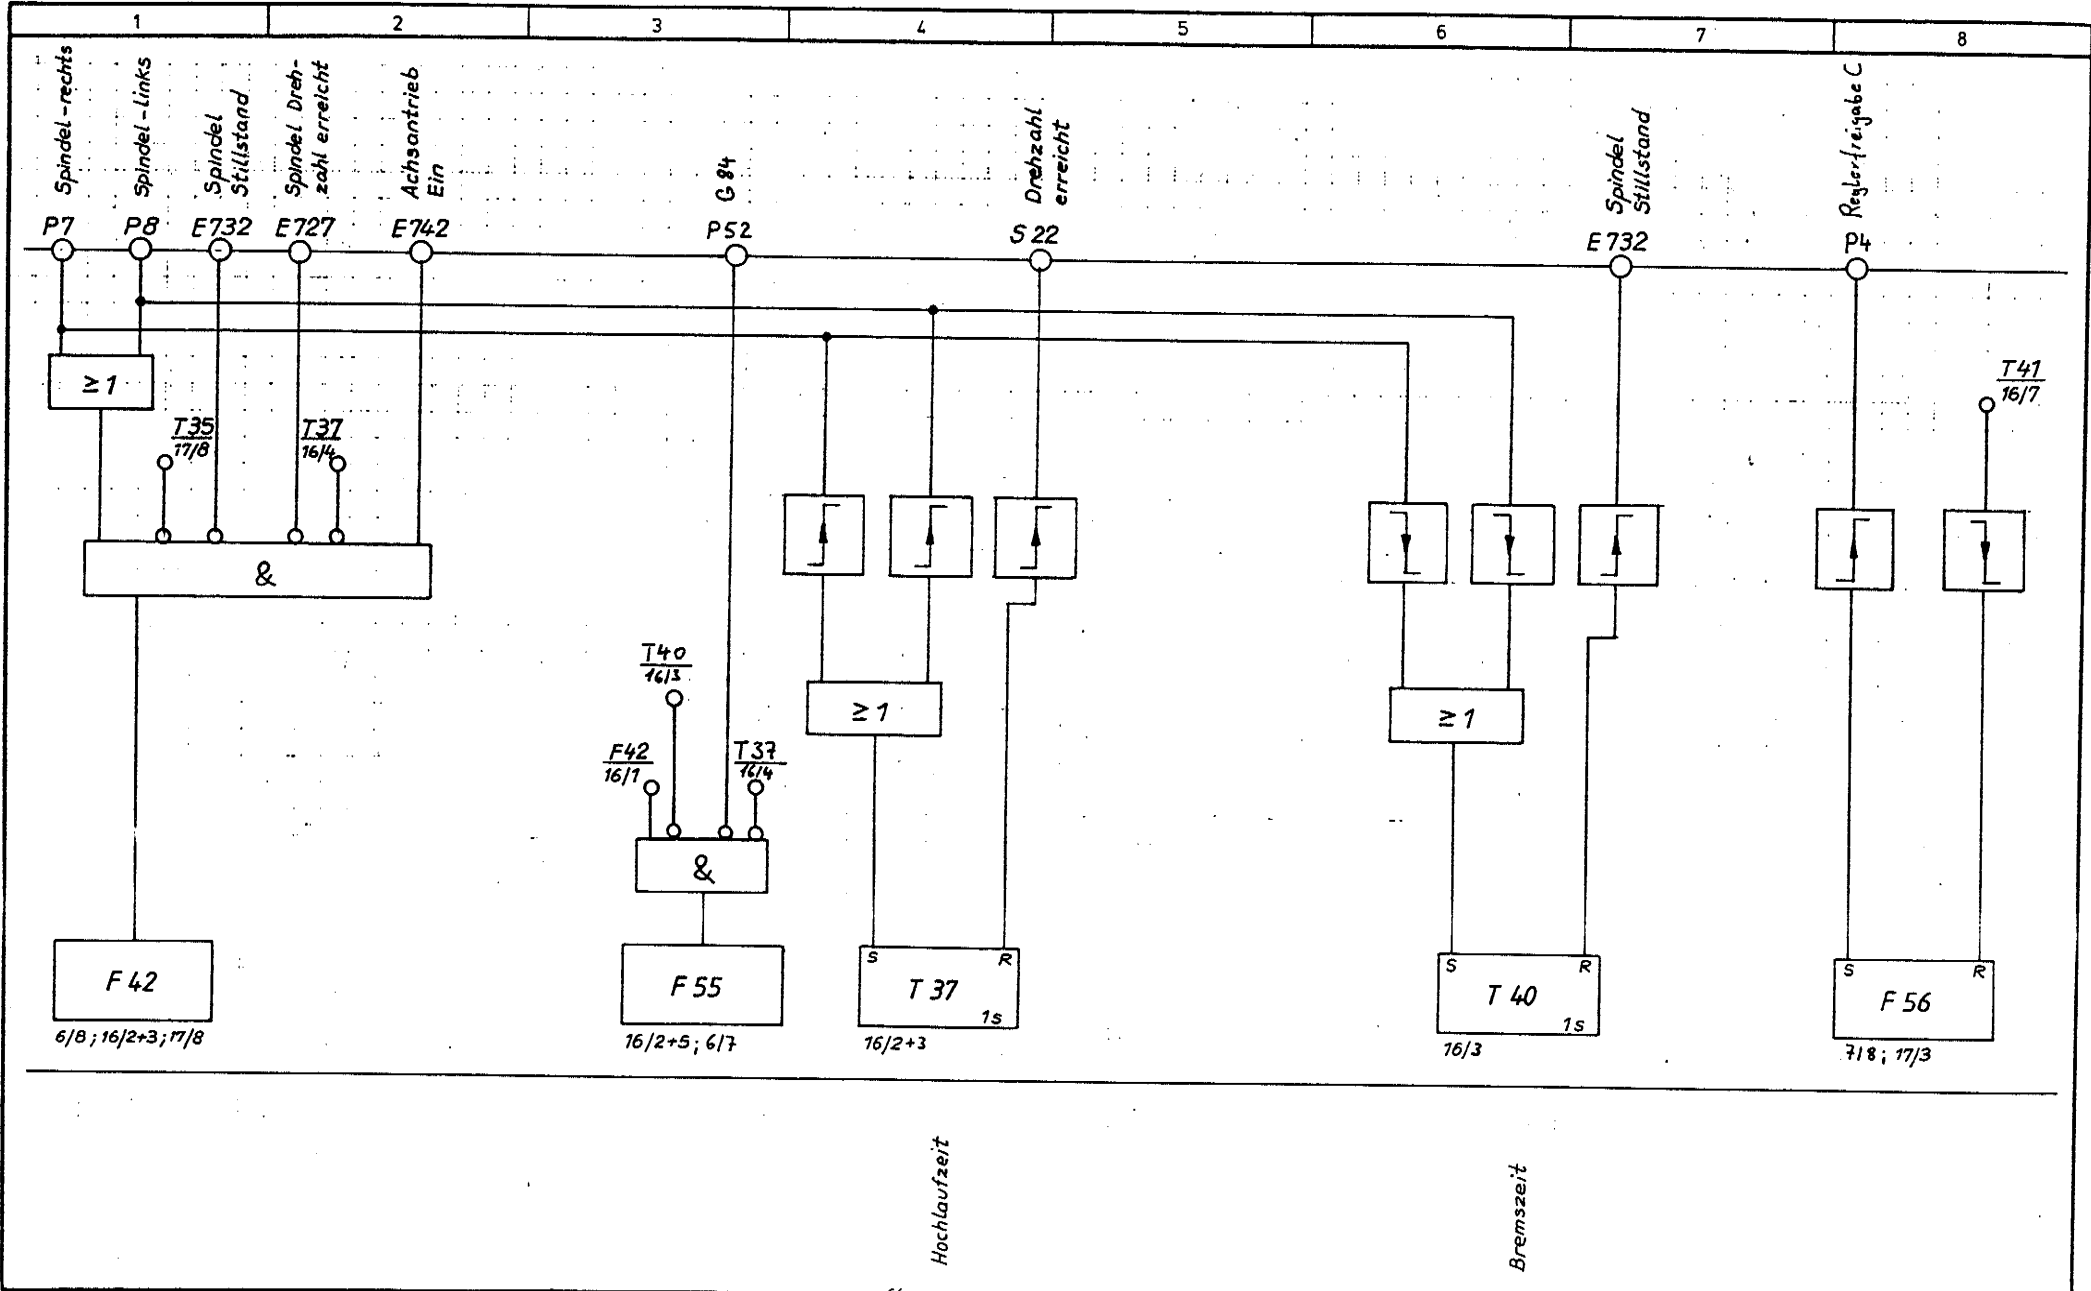 1 2 3 4 5 6 7 8
Spindel-rechts
Spindel-links
Spindel
Stillstand
Spindel Dreh-
zahl erreicht
Achsantrieb
Ein
G 84
Drehzahl
erreicht
Spindel
Stillstand
Reglerfreigabe C
P7 P8 E732 E727 E742 P52 S 22 E732 P4
≥1
T35
17/8
T37
16/4
T41
16/7
&
T40
16/3
F42
16/1
T37
16/4
≥1
≥1
&
F 42
6/8; 16/2+3; 17/8
F 55
16/2+5; 6/7
S R
T 37
1s
16/2+3
S R
T 40
1s
16/3
S R
F 56
7/8; 17/3
Hochlaufzeit
Bremszeit